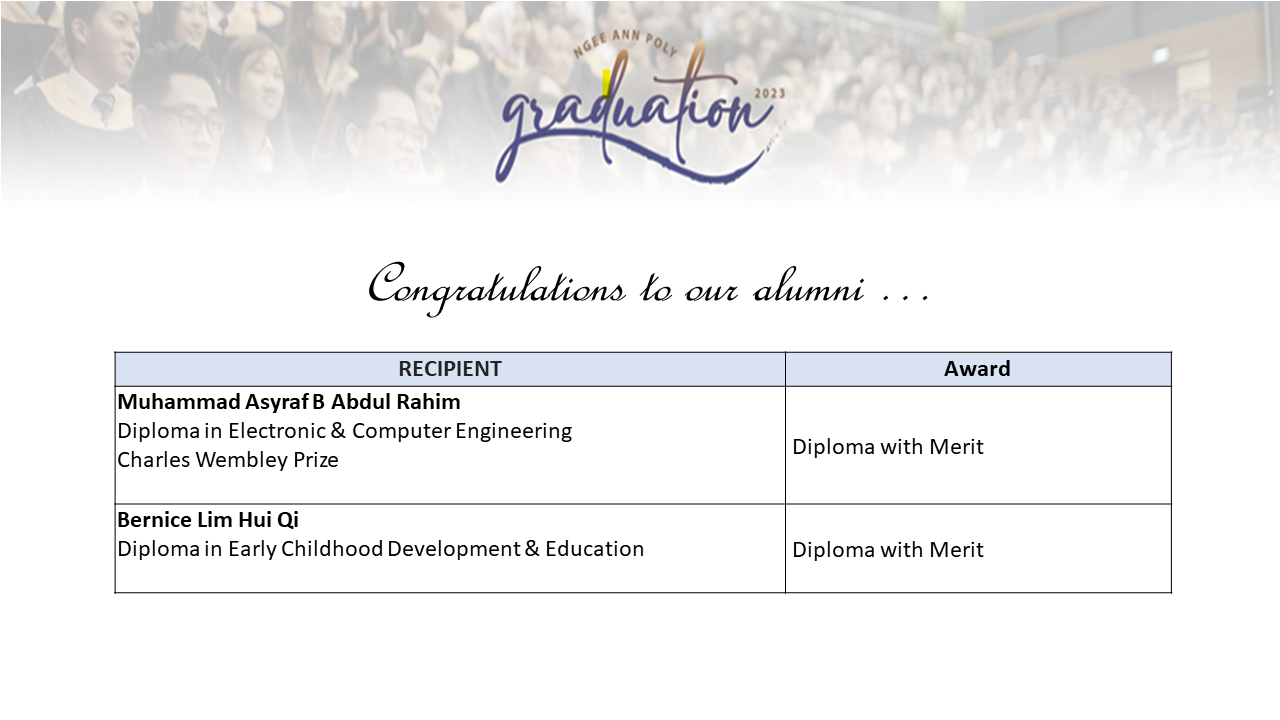 NGEE ANN POLY
graduation
2023
Congratulations to our alumni ...
RECIPIENT Award
Muhammad Asyraf B Abdul Rahim
Diploma in Electronic & Computer Engineering
Charles Wembley Prize
Diploma with Merit
Bernice Lim Hui Qi
Diploma in Early Childhood Development & Education
Diploma with Merit